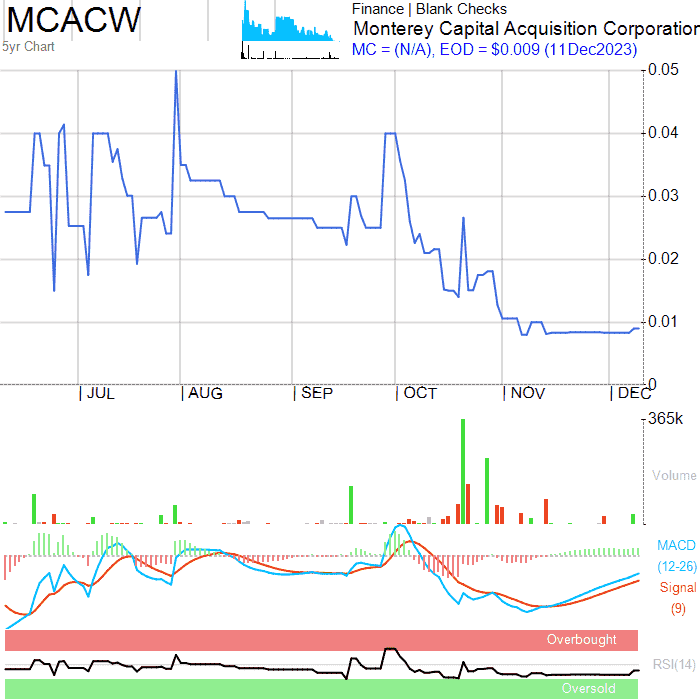 MCACW
5yr Chart
Finance | Blank Checks
Monterey Capital Acquisition Corporation
MC = (N/A), EOD = $0.009 (11Dec2023)
0.05
0.04
0.03
0.02
0.01
0
| JUL | AUG | SEP | OCT | NOV | DEC
365k
Volume
MACD
(12-26)
Signal
(9)
Overbought
RSI(14)
Oversold